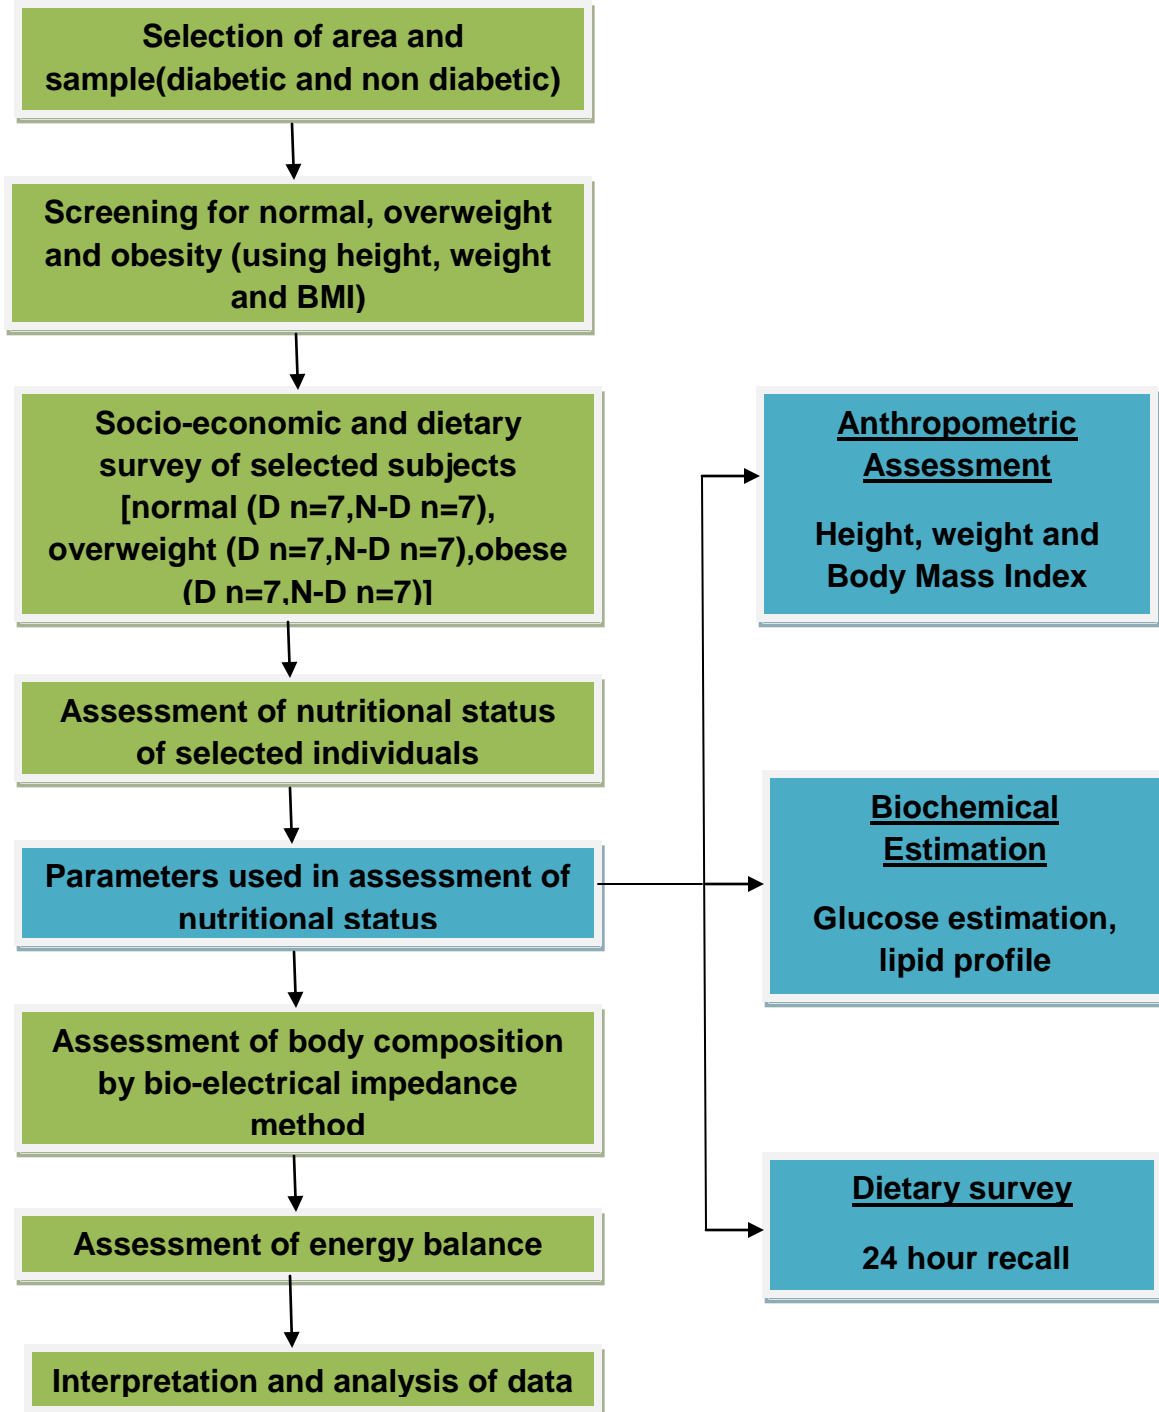 Selection of area and
sample(diabetic and non diabetic)
Screening for normal, overweight
and obesity (using height, weight
and BMI)
Socio-economic and dietary
survey of selected subjects
[normal (D n=7,N-D n=7),
overweight (D n=7,N-D n=7),obese
(D n=7,N-D n=7)]
Assessment of nutritional status
of selected individuals
Parameters used in assessment of
nutritional status
Assessment of body composition
by bio-electrical impedance
method
Assessment of energy balance
Interpretation and analysis of data
Anthropometric
Assessment
Height, weight and
Body Mass Index
Biochemical
Estimation
Glucose estimation,
lipid profile
Dietary survey
24 hour recall